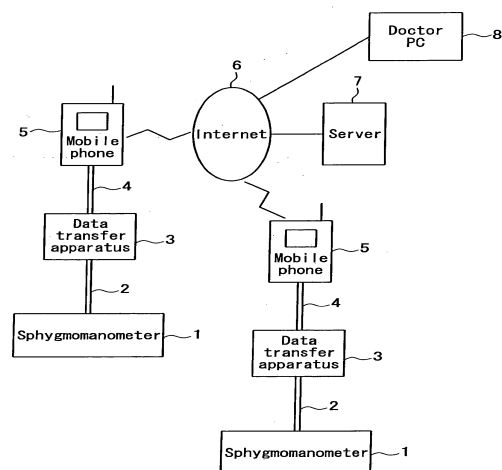 Doctor
PC
8
6
7
Internet
Server
5
Mobile
phone
4
Data
transfer
apparatus
3
2
Sphygmomanometer
1
5
Mobile
phone
4
Data
transfer
apparatus
3
2
Sphygmomanometer
1